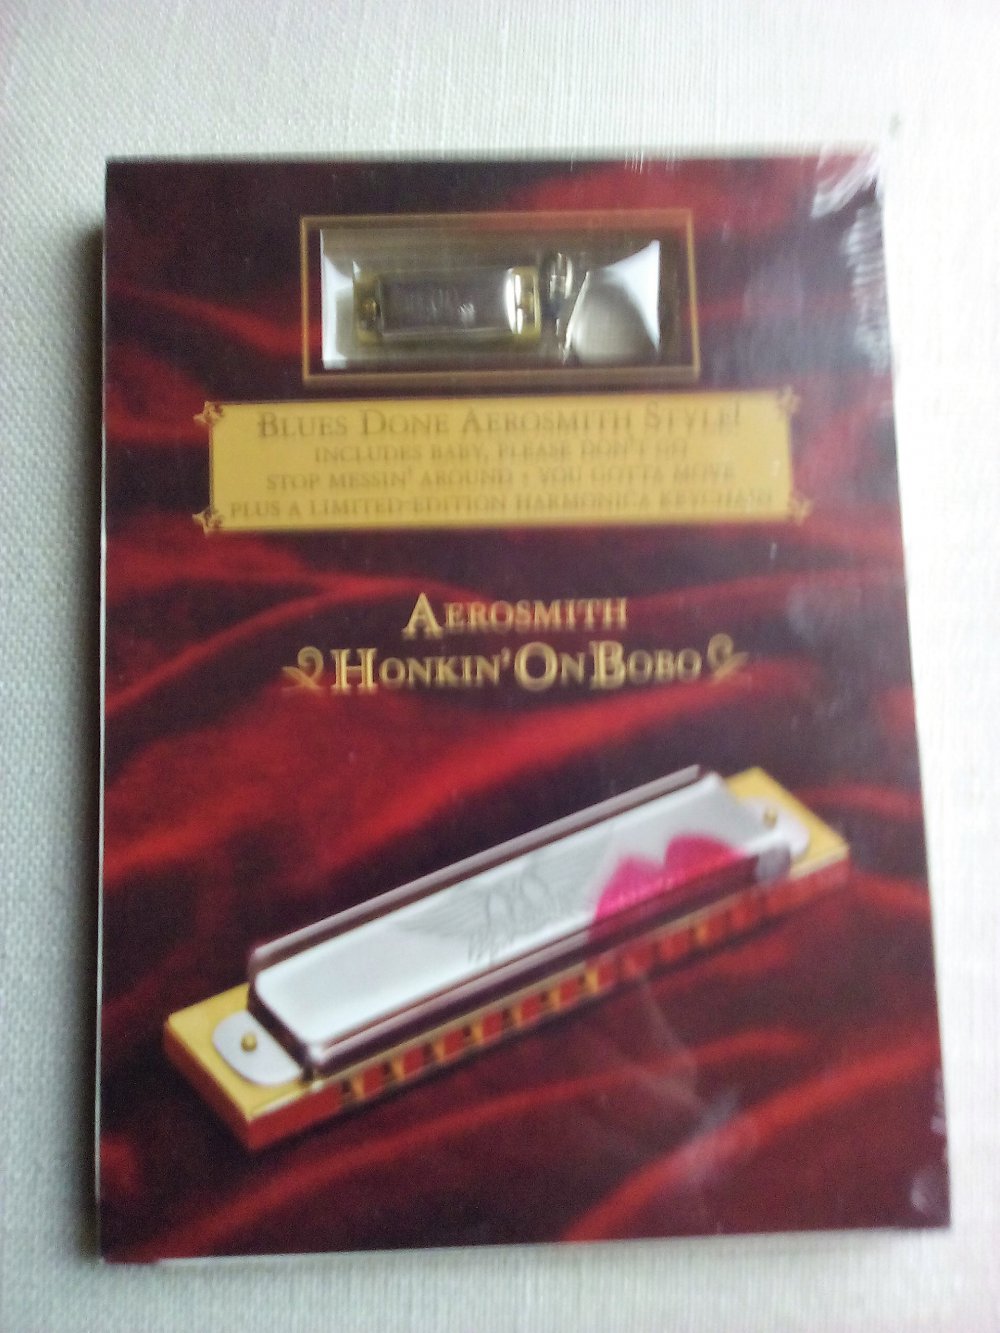 BLUES DONE AEROSMITH STYLE!
INCLUDES BABY, PLEASE DON'T GO
STOP MESSIN' AROUND • YOU GOTTA MOVE
PLUS A LIMITED-EDITION HARMONICA KEYCHAIN
AEROSMITH
HONKIN' ON BOBO